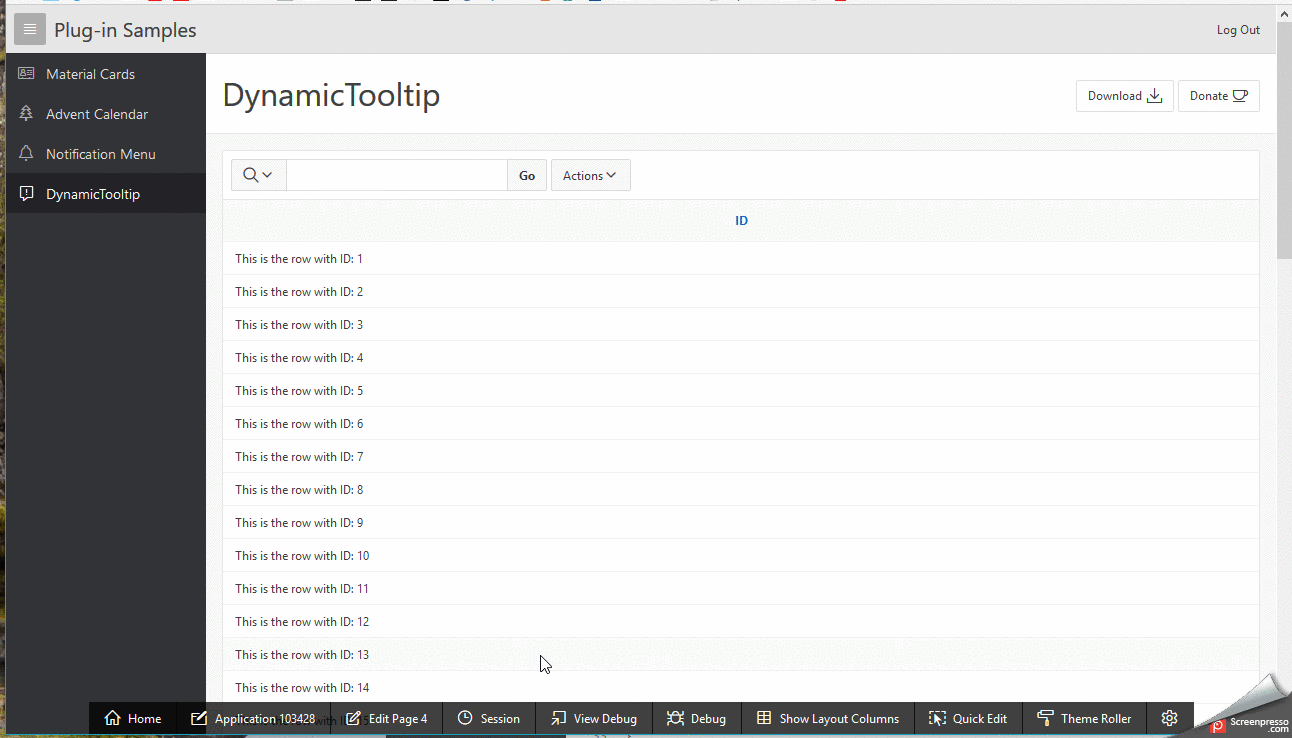 Plug-in Samples
Log Out
Material Cards
Advent Calendar
Notification Menu
DynamicTooltip
DynamicTooltip
Download
Donate
Go
Actions
ID
This is the row with ID: 1
This is the row with ID: 2
This is the row with ID: 3
This is the row with ID: 4
This is the row with ID: 5
This is the row with ID: 6
This is the row with ID: 7
This is the row with ID: 8
This is the row with ID: 9
This is the row with ID: 10
This is the row with ID: 11
This is the row with ID: 12
This is the row with ID: 13
This is the row with ID: 14
Home
Application 103428
Edit Page 4
Session
View Debug
Debug
Show Layout Columns
Quick Edit
Theme Roller
Screenpresso
.com